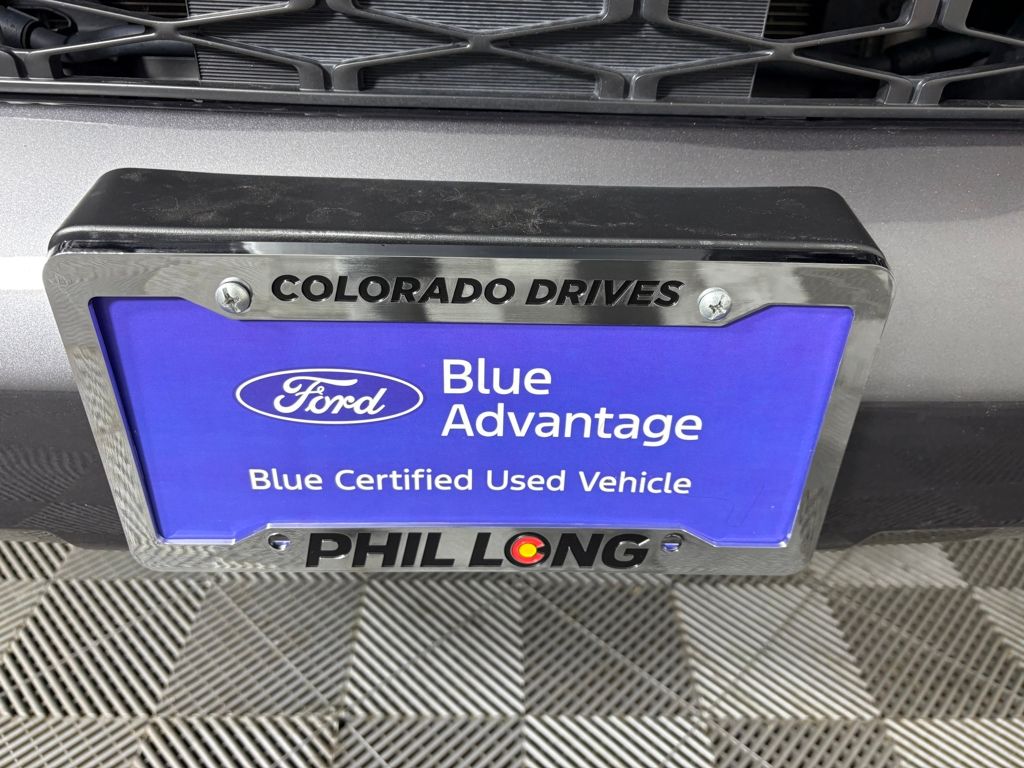 COLORADO DRIVES
Ford
Blue
Advantage
Blue Certified Used Vehicle
PHIL LONG